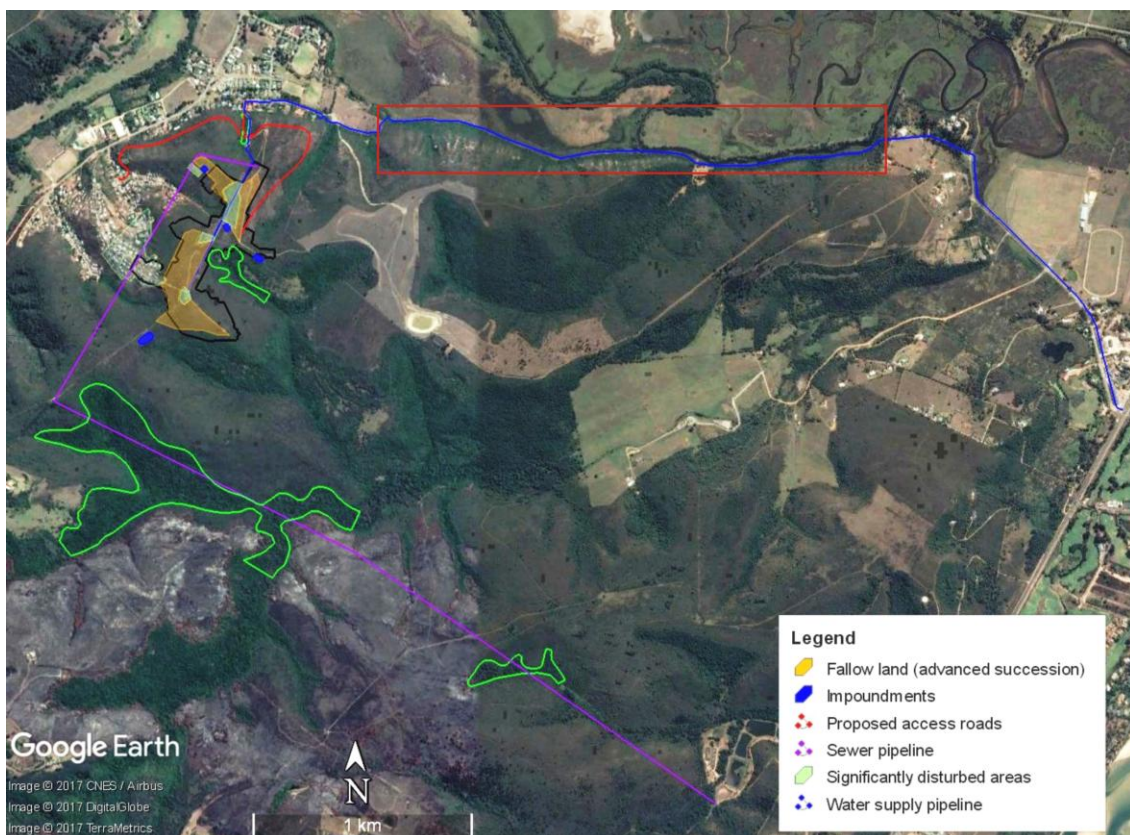 Legend
Fallow land (advanced succession)
Impoundments
Proposed access roads
Sewer pipeline
Significantly disturbed areas
Water supply pipeline
Google Earth
Image © 2017 CNES / Airbus
Image © 2017 DigitalGlobe
Image © 2017 TerraMetrics
N
1 km